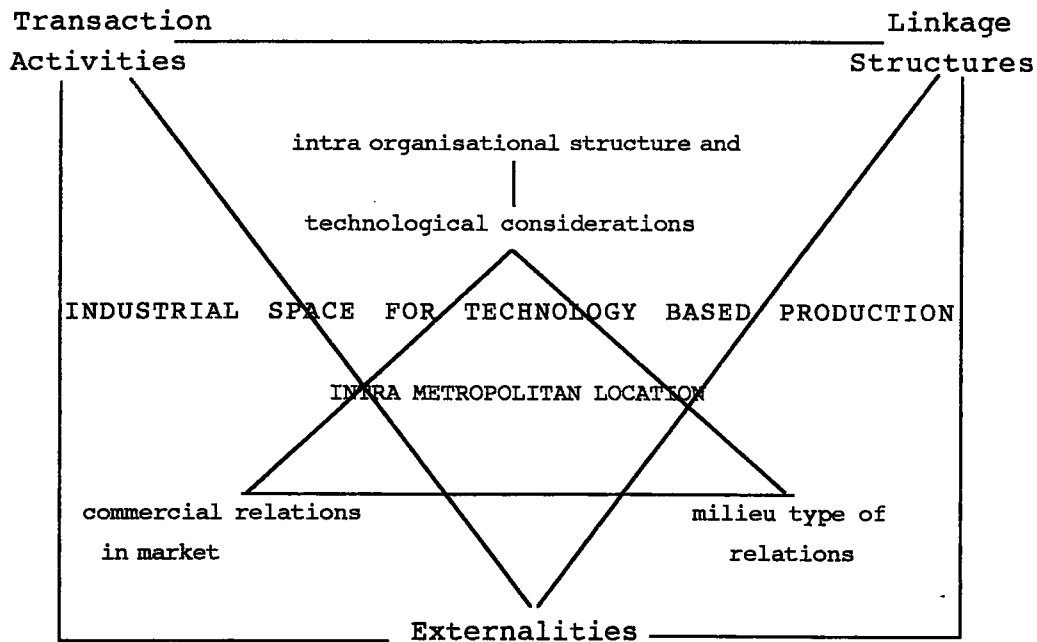 Transaction
Activities
Linkage
Structures
intra organisational structure and
technological considerations
INDUSTRIAL SPACE FOR TECHNOLOGY BASED PRODUCTION
INTRA METROPOLITAN LOCATION
commercial relations
in market
milieu type of
relations
Externalities